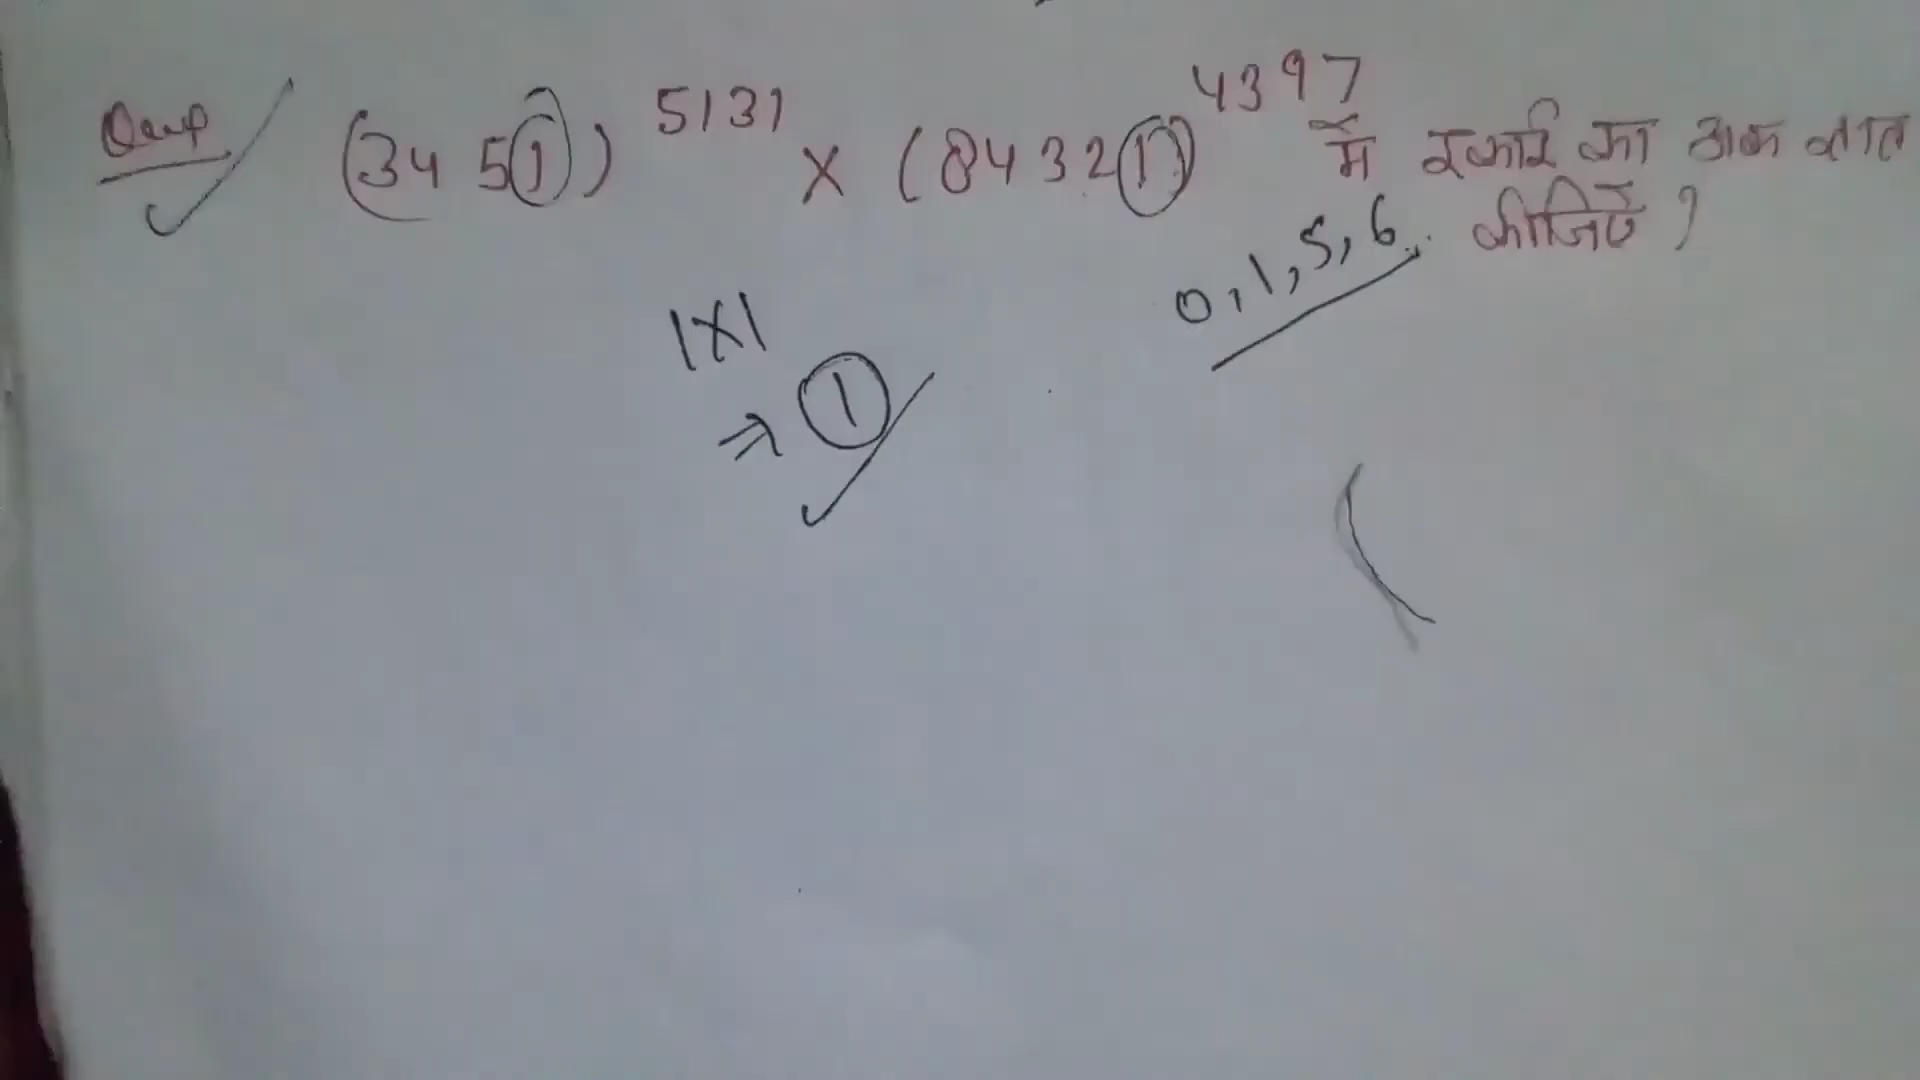 Ques (3451)^5131 × (84321)^4397 में इकाई का अंक ज्ञात
कीजिए ?
0, 1, 5, 6
1×1
⇒ 1